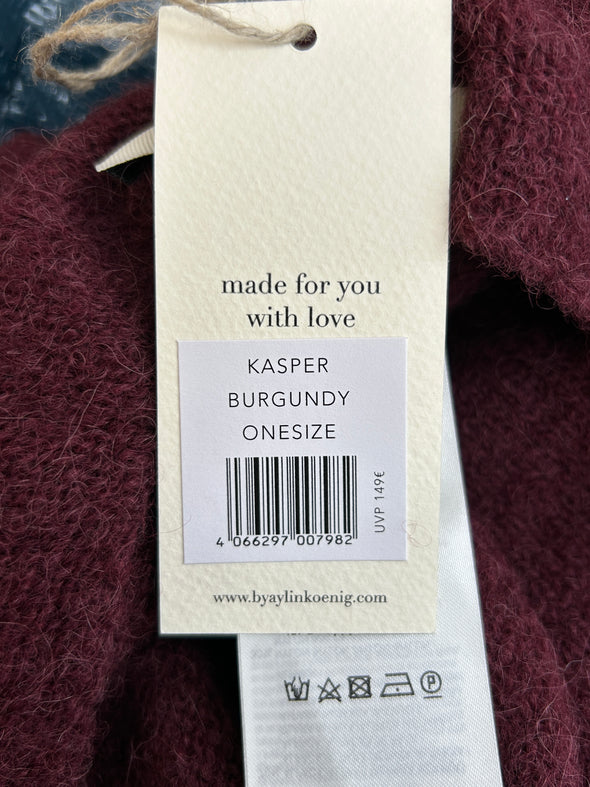 made for you
with love
KASPER
BURGUNDY
ONESIZE
UVP 149€
4 066297 007982
www.byaylinkoenig.com